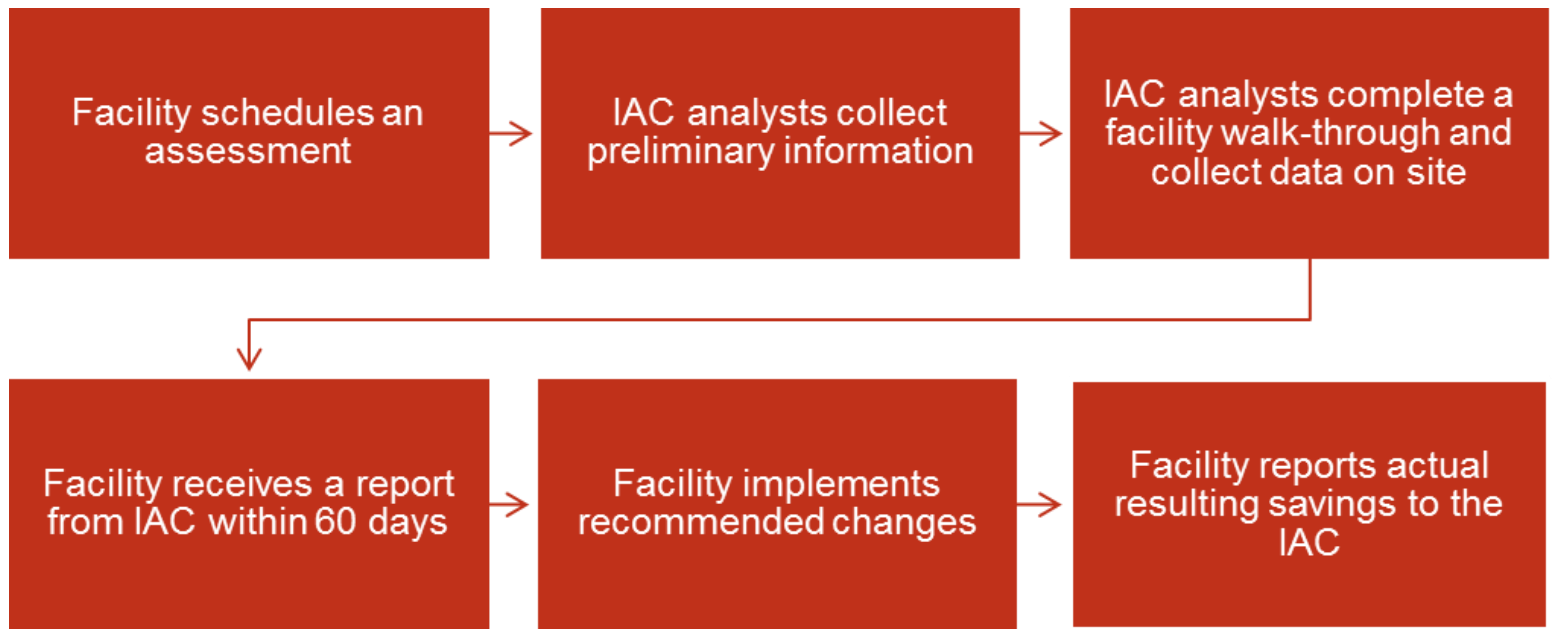 Facility schedules an
assessment
IAC analysts collect
preliminary information
IAC analysts complete a
facility walk-through and
collect data on site
Facility receives a report
from IAC within 60 days
Facility implements
recommended changes
Facility reports actual
resulting savings to the
IAC